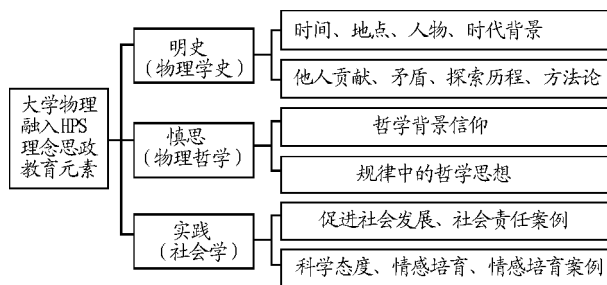 大学物理
融入HPS
理念思政
教育元素
明史
(物理学史)
时间、地点、人物、时代背景
他人贡献、矛盾、探索历程、方法论
慎思
(物理哲学)
哲学背景信仰
规律中的哲学思想
实践
(社会学)
促进社会发展、社会责任案例
科学态度、情感培育、情感培育案例